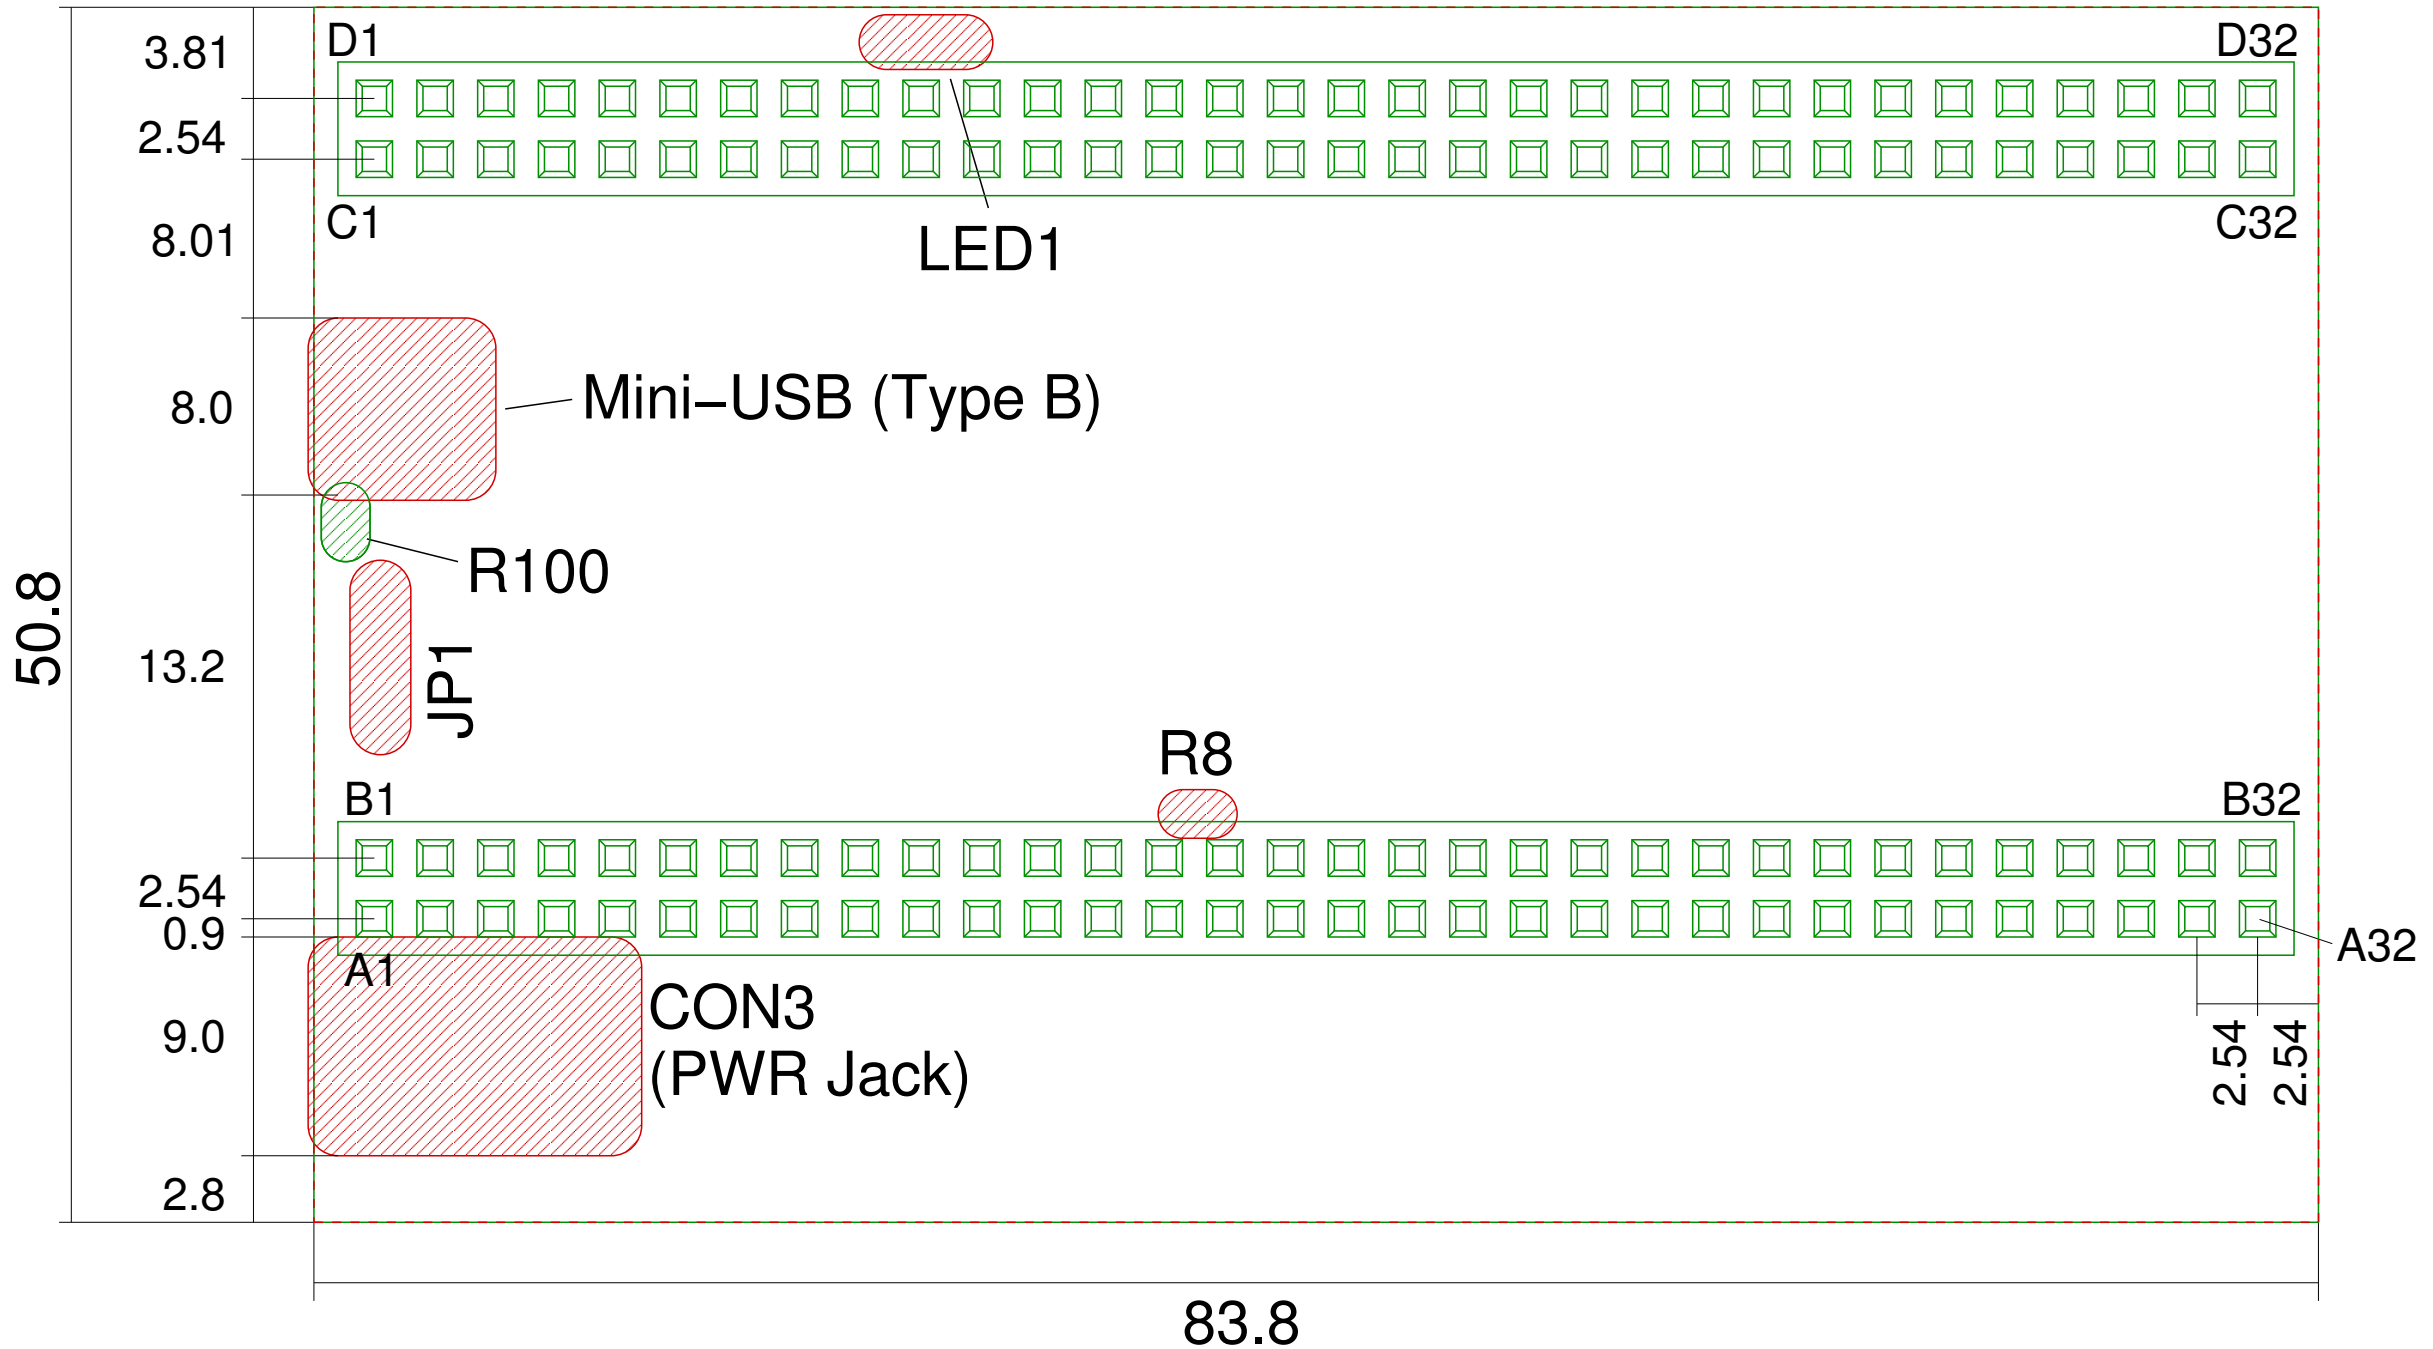 3.81
D1
D32
2.54
C1
C32
8.01
LED1
8.0
Mini–USB (Type B)
R100
50.8
13.2
JP1
R8
B1
B32
2.54
0.9
A1
A32
9.0
CON3
(PWR Jack)
2.54
2.54
2.8
83.8